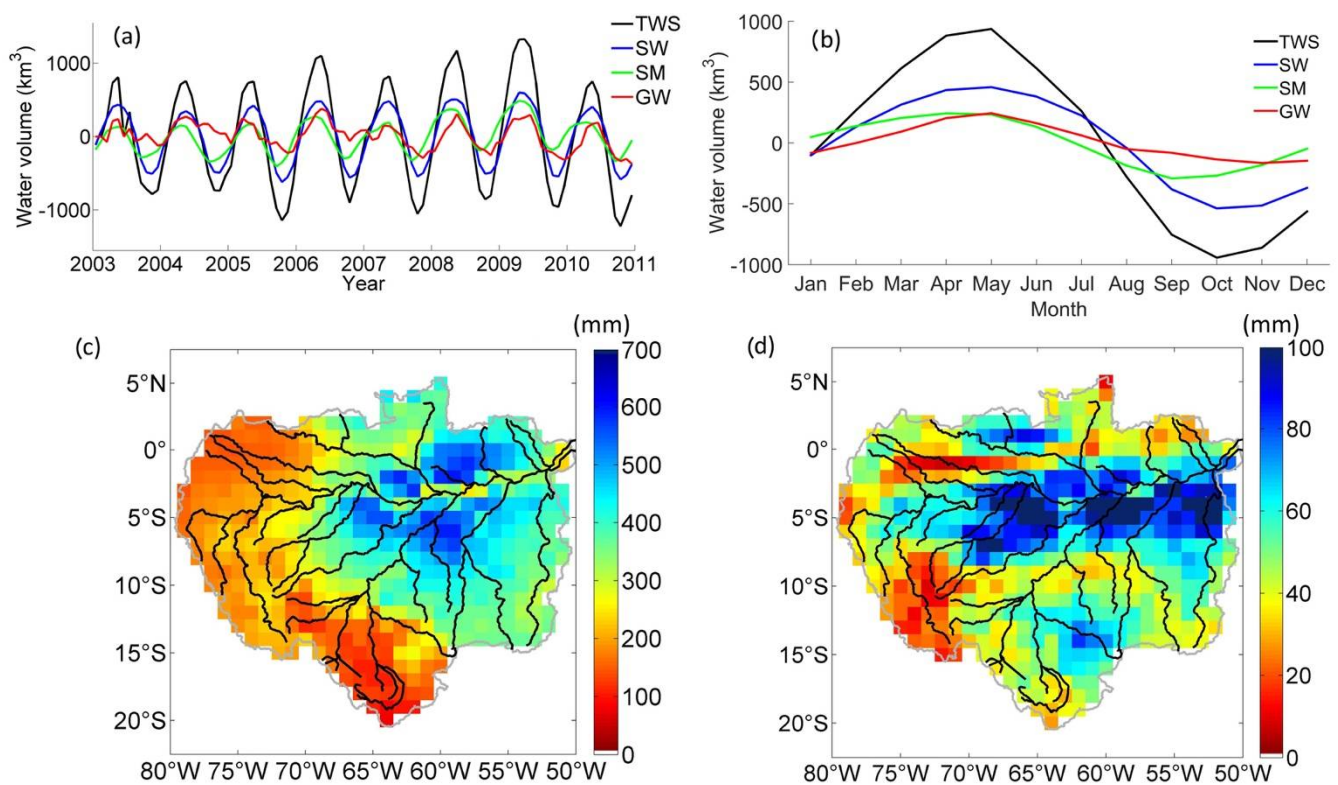 (a)
TWS
SW
SM
GW
Water volume (km³)
1000
0
-1000
2003 2004 2005 2006 2007 2008 2009 2010 2011
Year
(b)
TWS
SW
SM
GW
Water volume (km³)
1000
500
0
-500
-1000
Jan Feb Mar Apr May Jun Jul Aug Sep Oct Nov Dec
Month
(c)
(mm)
700
600
500
400
300
200
100
0
5°N
0°
5°S
10°S
15°S
20°S
80°W 75°W 70°W 65°W 60°W 55°W 50°W
(d)
(mm)
100
80
60
40
20
0
5°N
0°
5°S
10°S
15°S
20°S
80°W 75°W 70°W 65°W 60°W 55°W 50°W